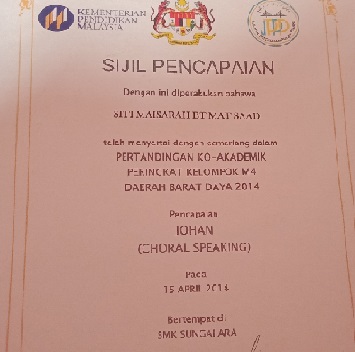 KEMENTERIAN
PENDIDIKAN
MALAYSIA
SIJIL PENCAPAIAN
Dengan ini diperakukan bahawa
SITI MAISARAH BT MAT SAAD
telah menyertai dengan cemerlang dalam
PERTANDINGAN KO-AKADEMIK
PERINGKAT KELOMPOK M4
DAERAH BARAT DAYA 2014
Pencapaian
JOHAN
(CHORAL SPEAKING)
Pada
15 APRIL 2014
Bertempat di
SMK SUNGAI ARA